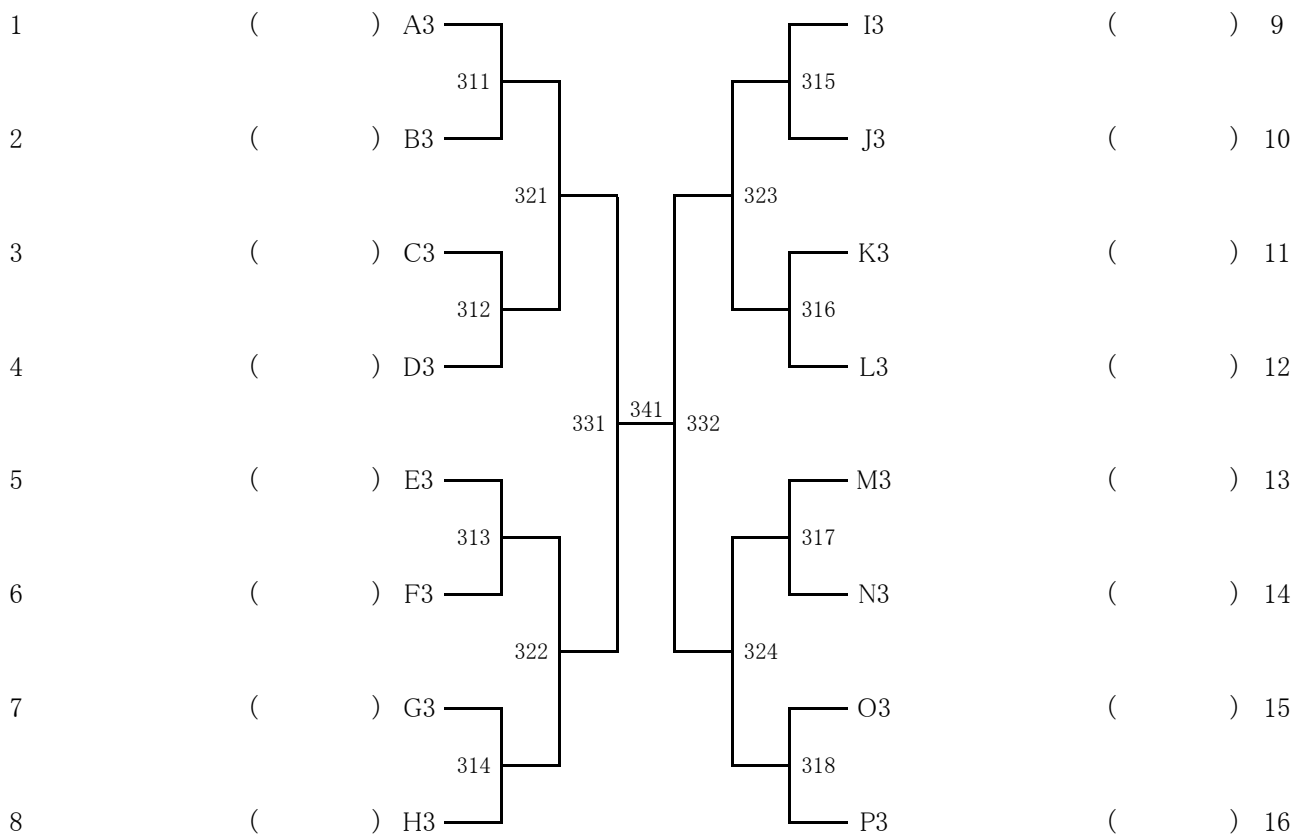 1 ( ) A3 I3 ( ) 9
311 315
2 ( ) B3 J3 ( ) 10
321 323
3 ( ) C3 K3 ( ) 11
312 316
4 ( ) D3 L3 ( ) 12
331 341 332
5 ( ) E3 M3 ( ) 13
313 317
6 ( ) F3 N3 ( ) 14
322 324
7 ( ) G3 O3 ( ) 15
314 318
8 ( ) H3 P3 ( ) 16